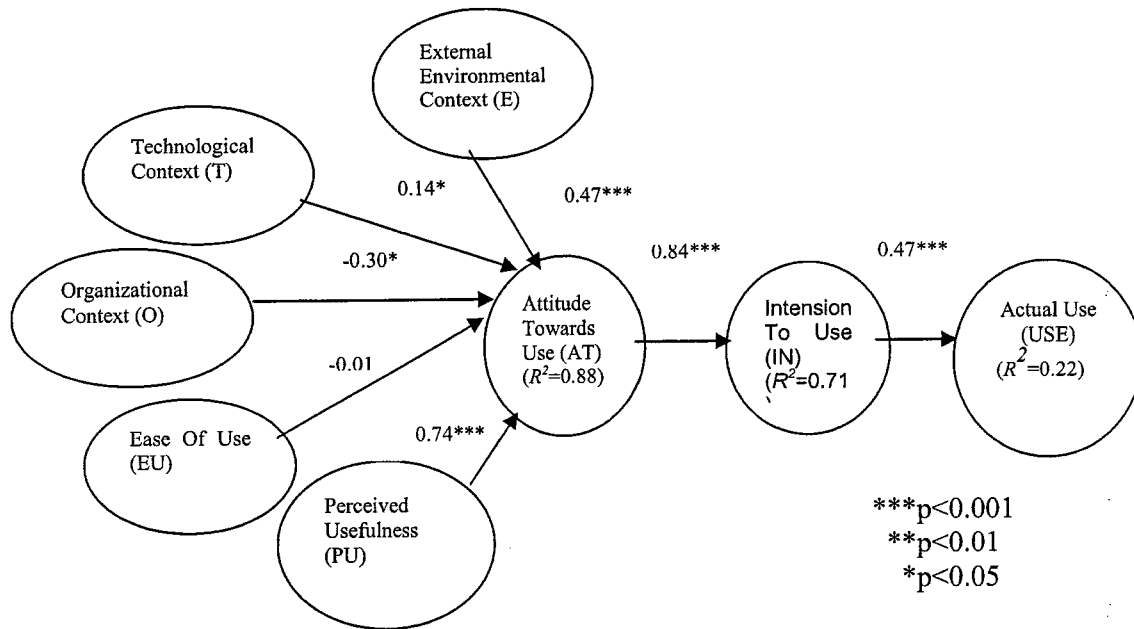 External
Environmental
Context (E)
Technological
Context (T)
0.14*
0.47***
Organizational
Context (O)
-0.30*
0.84***
0.47***
Attitude
Towards
Use (AT)
(R²=0.88)
Intension
To Use
(IN)
(R²=0.71
Actual Use
(USE)
(R²=0.22)
-0.01
Ease Of Use
(EU)
0.74***
Perceived
Usefulness
(PU)
***p<0.001
**p<0.01
*p<0.05